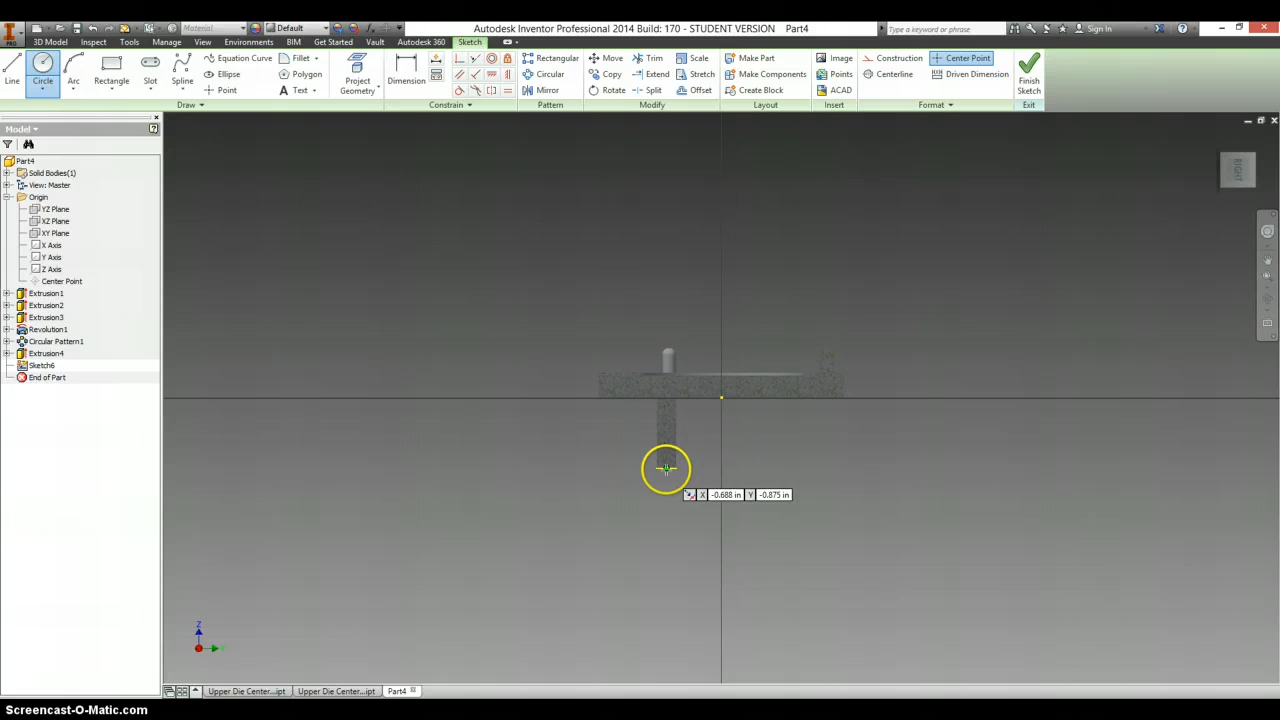 Material Default Autodesk Inventor Professional 2014 Build: 170 - STUDENT VERSION Part4 Type a keyword or phrase Sign In
PRO 3D Model Inspect Tools Manage View Environments BIM Get Started Vault Autodesk 360 Sketch
Equation Curve Fillet Rectangular Move Trim Scale Make Part Image Construction Center Point
Line Circle Arc Rectangle Slot Spline Ellipse Polygon Project Geometry Dimension Circular Copy Extend Stretch Make Components Points Centerline Driven Dimension Finish Sketch
Point Text Mirror Rotate Split Offset Create Block ACAD
Draw Constrain Pattern Modify Layout Insert Format Exit
Model
Part4
Solid Bodies(1)
View: Master
Origin
YZ Plane
XZ Plane
XY Plane
X Axis
Y Axis
Z Axis
Center Point
Extrusion1
Extrusion2
Extrusion3
Revolution1
Circular Pattern1
Extrusion4
Sketch6
End of Part
RIGHT
X -0.688 in Y -0.875 in
Z
Upper Die Center...ipt Upper Die Center...ipt Part4
Screencast-O-Matic.com